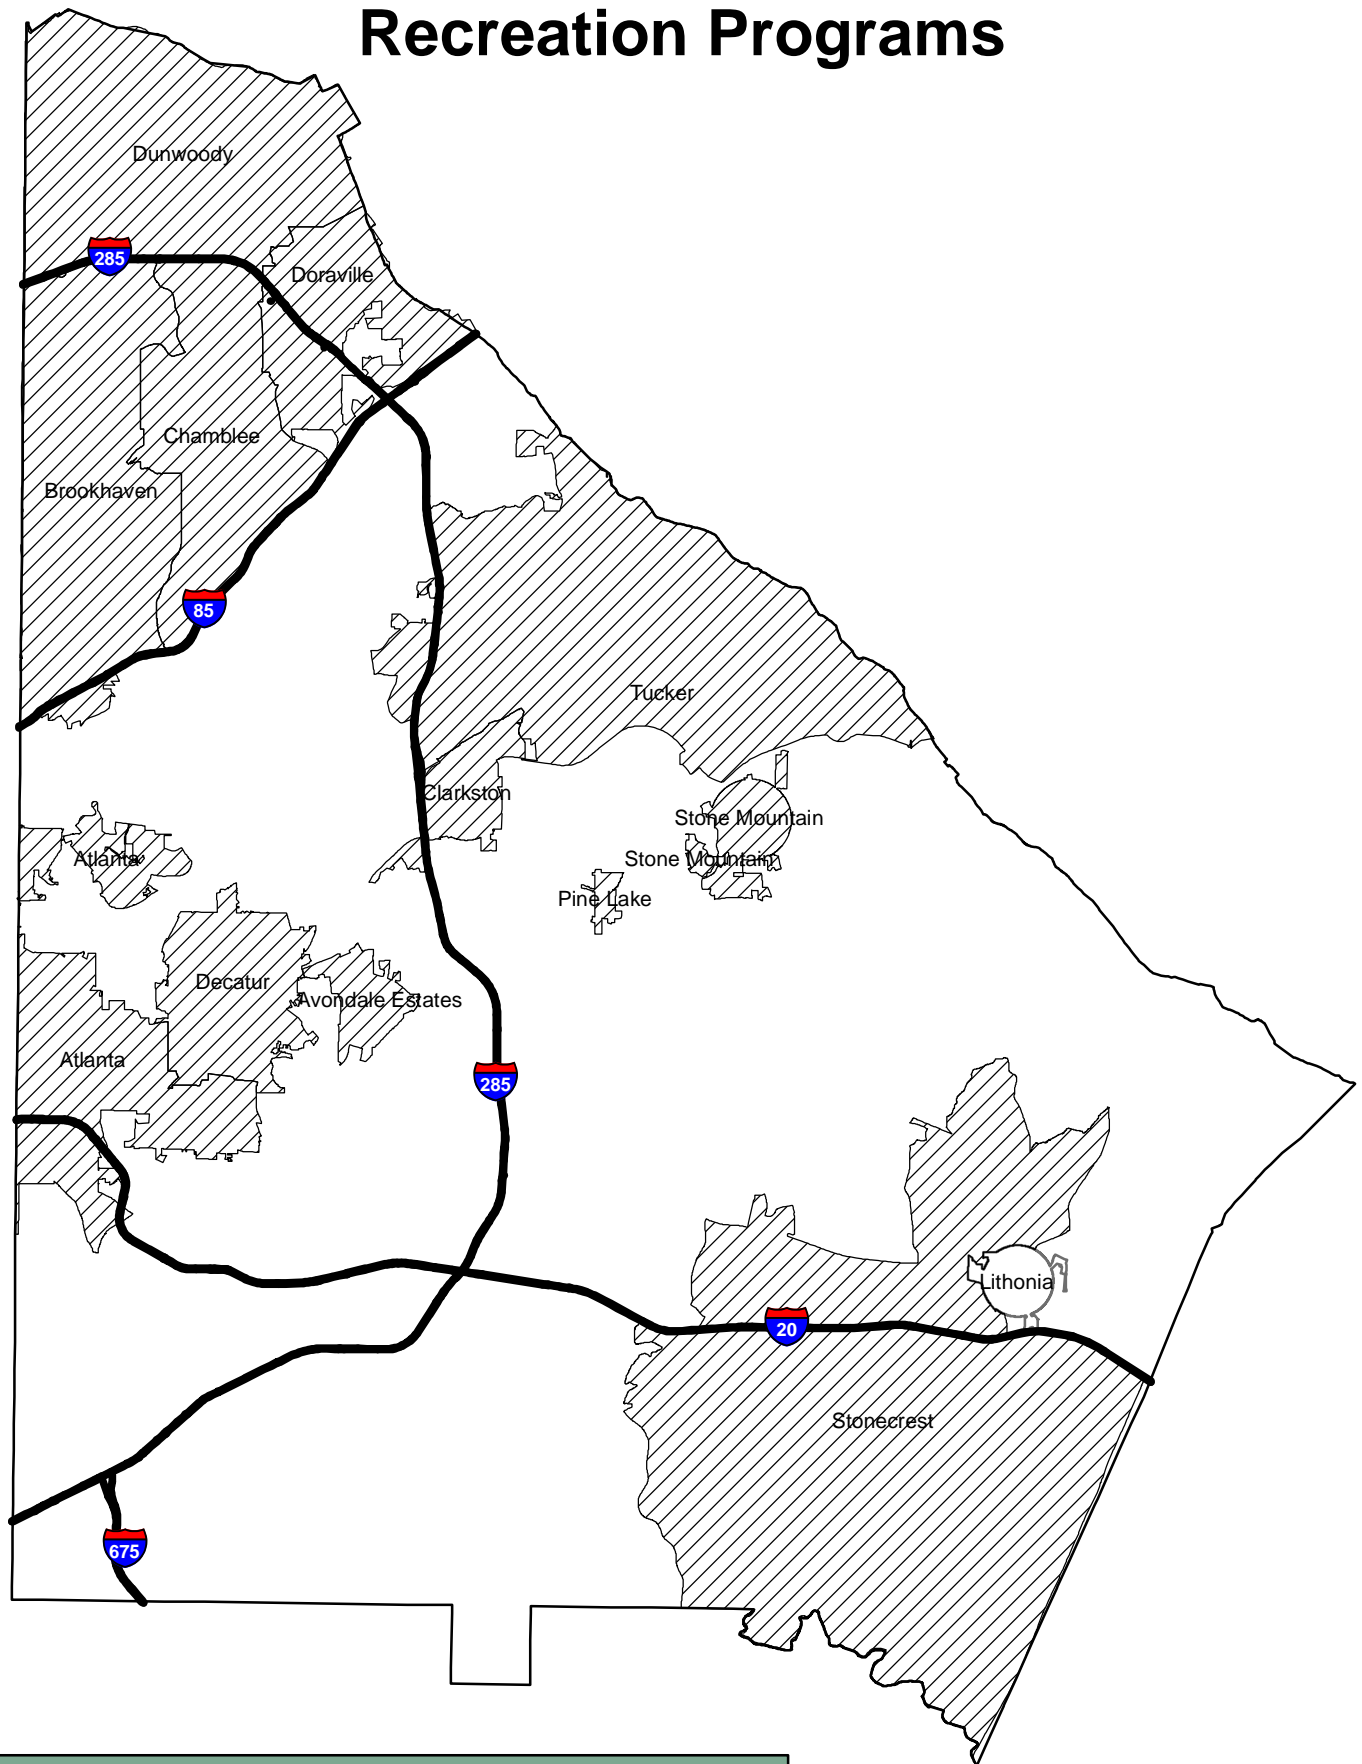 Recreation Programs
Dunwoody
285
Doraville
Chamblee
Brookhaven
85
Tucker
Clarkston
Stone Mountain
Atlanta
Stone Mountain
Pine Lake
Decatur
Avondale Estates
Atlanta
285
Lithonia
20
Stonecrest
675